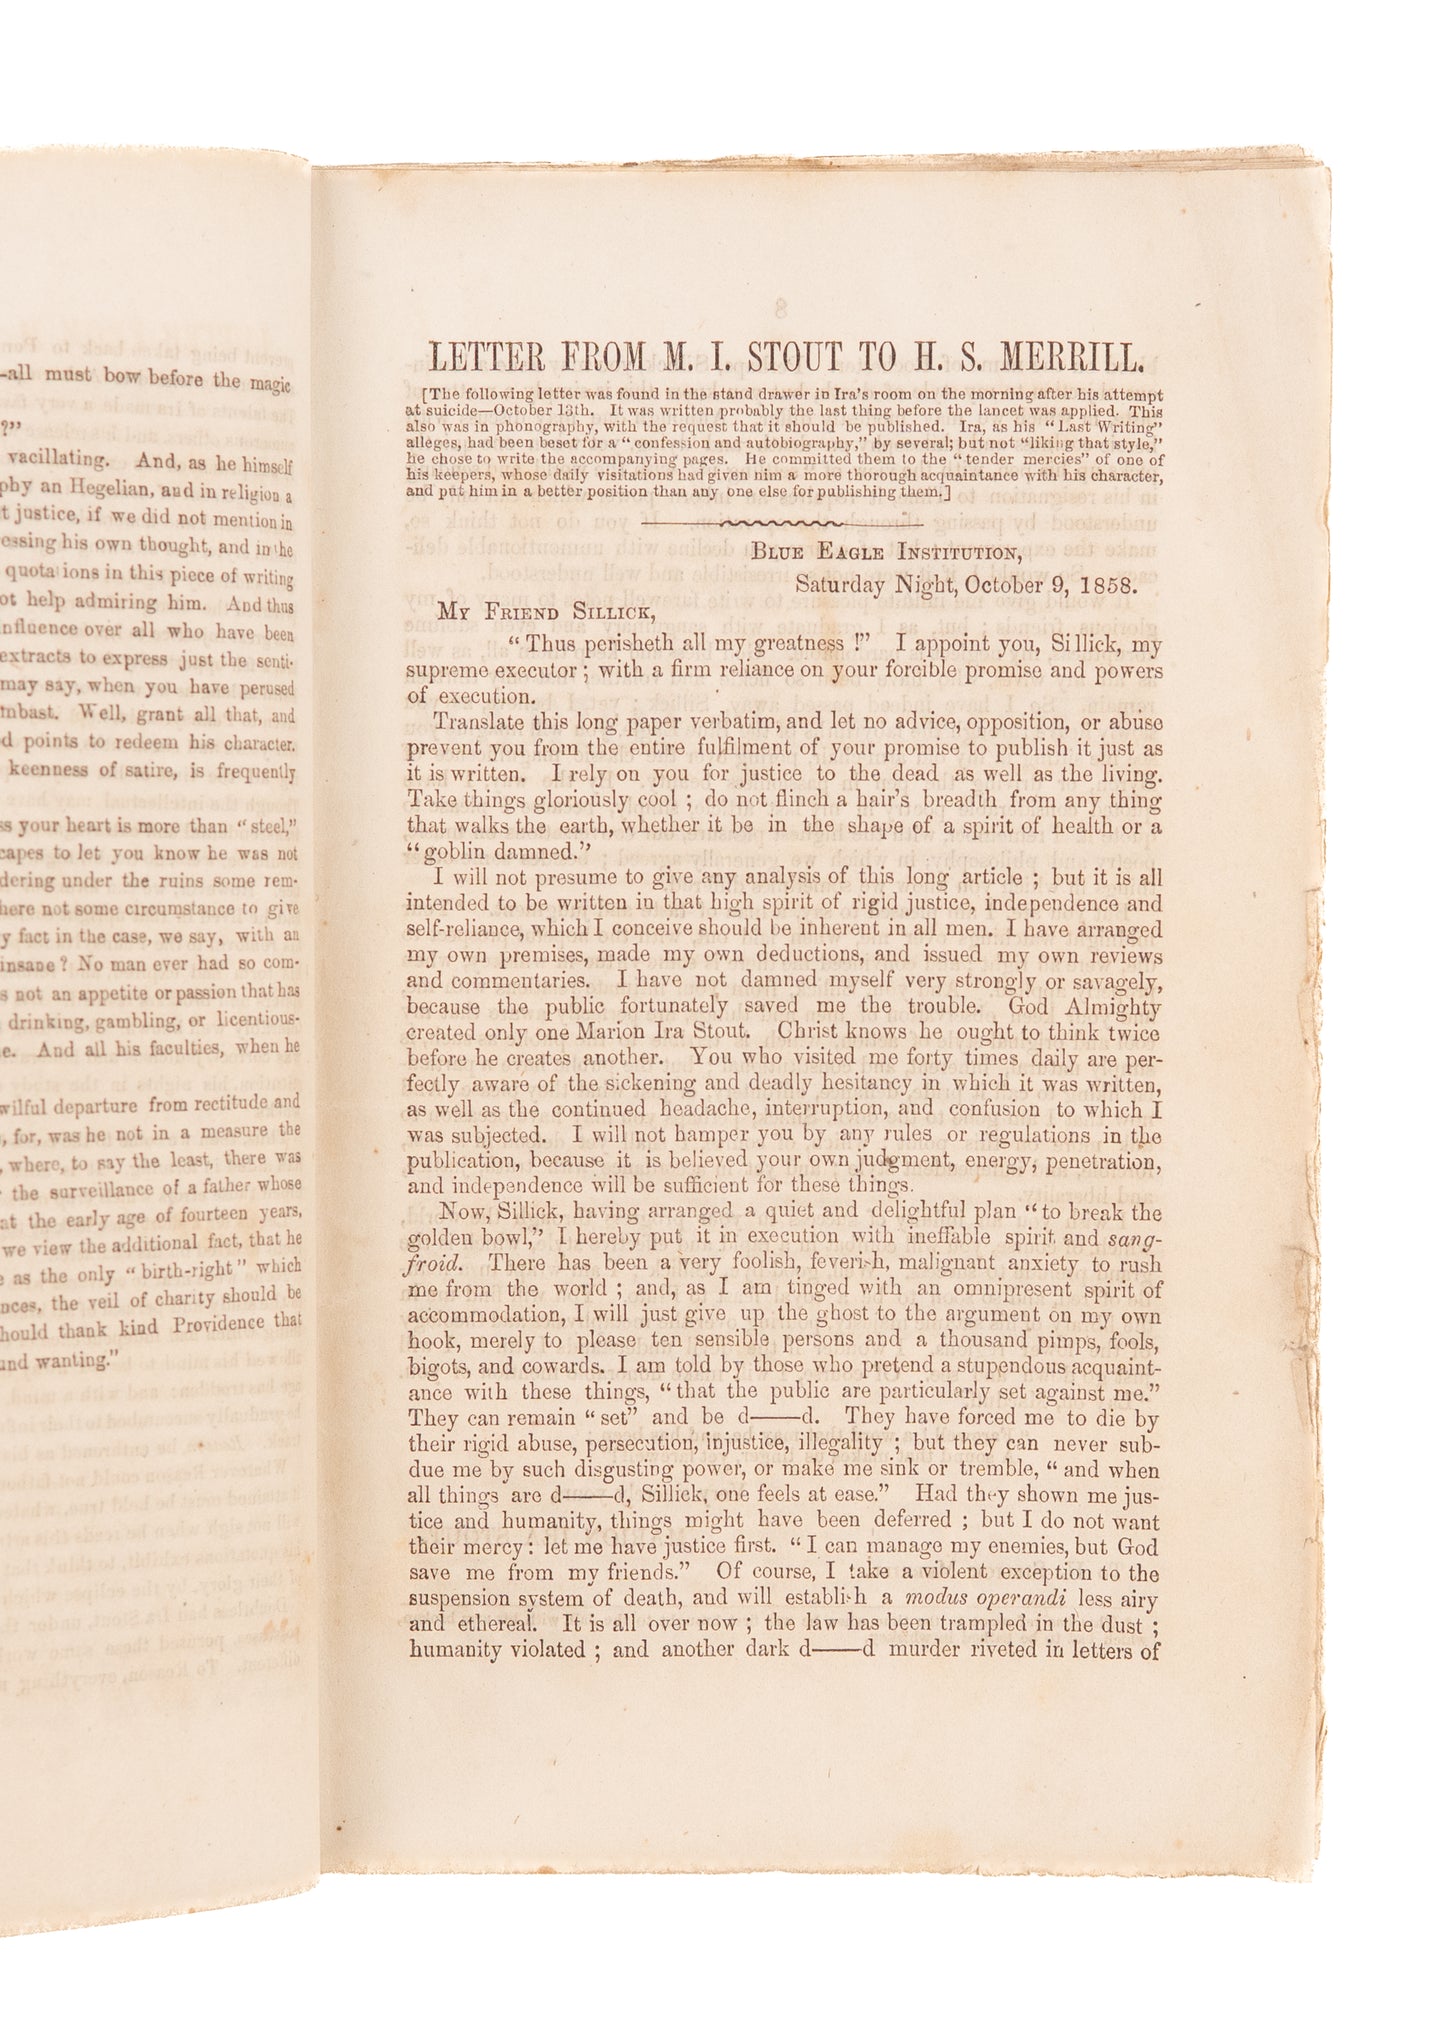 -all must bow before the magic
?"
vacillating. And, as he himself
phy an Hegelian, and in religion a
t justice, if we did not mention in
essing his own thought, and in the
quotations in this piece of writing
ot help admiring him. And thus
nfluence over all who have been
extracts to express just the senti-
may say, when you have perused
mbast. Well, grant all that, and
d points to redeem his character.
keenness of satire, is frequently
ss your heart is more than "steel,"
capes to let you know he was not
dering under the ruins some rem-
here not some circumstance to give
y fact in the case, we say, with an
insane? No man ever had so com-
s not an appetite or passion that has
drinking, gambling, or licentious-
e. And all his faculties, when he
wilful departure from rectitude and
, for, was he not in a measure the
, where, to say the least, there was
the surveillance of a father whose
at the early age of fourteen years,
we view the additional fact, that he
e as the only "birth-right" which
nces, the veil of charity should be
hould thank kind Providence that
und wanting."
LETTER FROM M. I. STOUT TO H. S. MERRILL.
[The following letter was found in the stand drawer in Ira's room on the morning after his attempt
at suicide—October 13th. It was written probably the last thing before the lancet was applied. This
also was in phonography, with the request that it should be published. Ira, as his "Last Writing"
alleges, had been beset for a "confession and autobiography," by several; but not "liking that style,"
he chose to write the accompanying pages. He committed them to the "tender mercies" of one of
his keepers, whose daily visitations had given him a more thorough acquaintance with his character,
and put him in a better position than any one else for publishing them.]
BLUE EAGLE INSTITUTION,
Saturday Night, October 9, 1858.
MY FRIEND SILLICK,
"Thus perisheth all my greatness!" I appoint you, Sillick, my
supreme executor; with a firm reliance on your forcible promise and powers
of execution.
Translate this long paper verbatim, and let no advice, opposition, or abuse
prevent you from the entire fulfilment of your promise to publish it just as
it is written. I rely on you for justice to the dead as well as the living.
Take things gloriously cool; do not flinch a hair's breadth from any thing
that walks the earth, whether it be in the shape of a spirit of health or a
"goblin damned."
I will not presume to give any analysis of this long article; but it is all
intended to be written in that high spirit of rigid justice, independence and
self-reliance, which I conceive should be inherent in all men. I have arranged
my own premises, made my own deductions, and issued my own reviews
and commentaries. I have not damned myself very strongly or savagely,
because the public fortunately saved me the trouble. God Almighty
created only one Marion Ira Stout. Christ knows he ought to think twice
before he creates another. You who visited me forty times daily are per-
fectly aware of the sickening and deadly hesitancy in which it was written,
as well as the continued headache, interruption, and confusion to which I
was subjected. I will not hamper you by any rules or regulations in the
publication, because it is believed your own judgment, energy, penetration,
and independence will be sufficient for these things.
Now, Sillick, having arranged a quiet and delightful plan "to break the
golden bowl," I hereby put it in execution with ineffable spirit and sang-
froid. There has been a very foolish, feverish, malignant anxiety to rush
me from the world; and, as I am tinged with an omnipresent spirit of
accommodation, I will just give up the ghost to the argument on my own
hook, merely to please ten sensible persons and a thousand pimps, fools,
bigots, and cowards. I am told by those who pretend a stupendous acquaint-
ance with these things, "that the public are particularly set against me."
They can remain "set" and be d——d. They have forced me to die by
their rigid abuse, persecution, injustice, illegality; but they can never sub-
due me by such disgusting power, or make me sink or tremble, "and when
all things are d——d, Sillick, one feels at ease." Had they shown me jus-
tice and humanity, things might have been deferred; but I do not want
their mercy: let me have justice first. "I can manage my enemies, but God
save me from my friends." Of course, I take a violent exception to the
suspension system of death, and will establish a modus operandi less airy
and ethereal. It is all over now; the law has been trampled in the dust;
humanity violated; and another dark d——d murder riveted in letters of